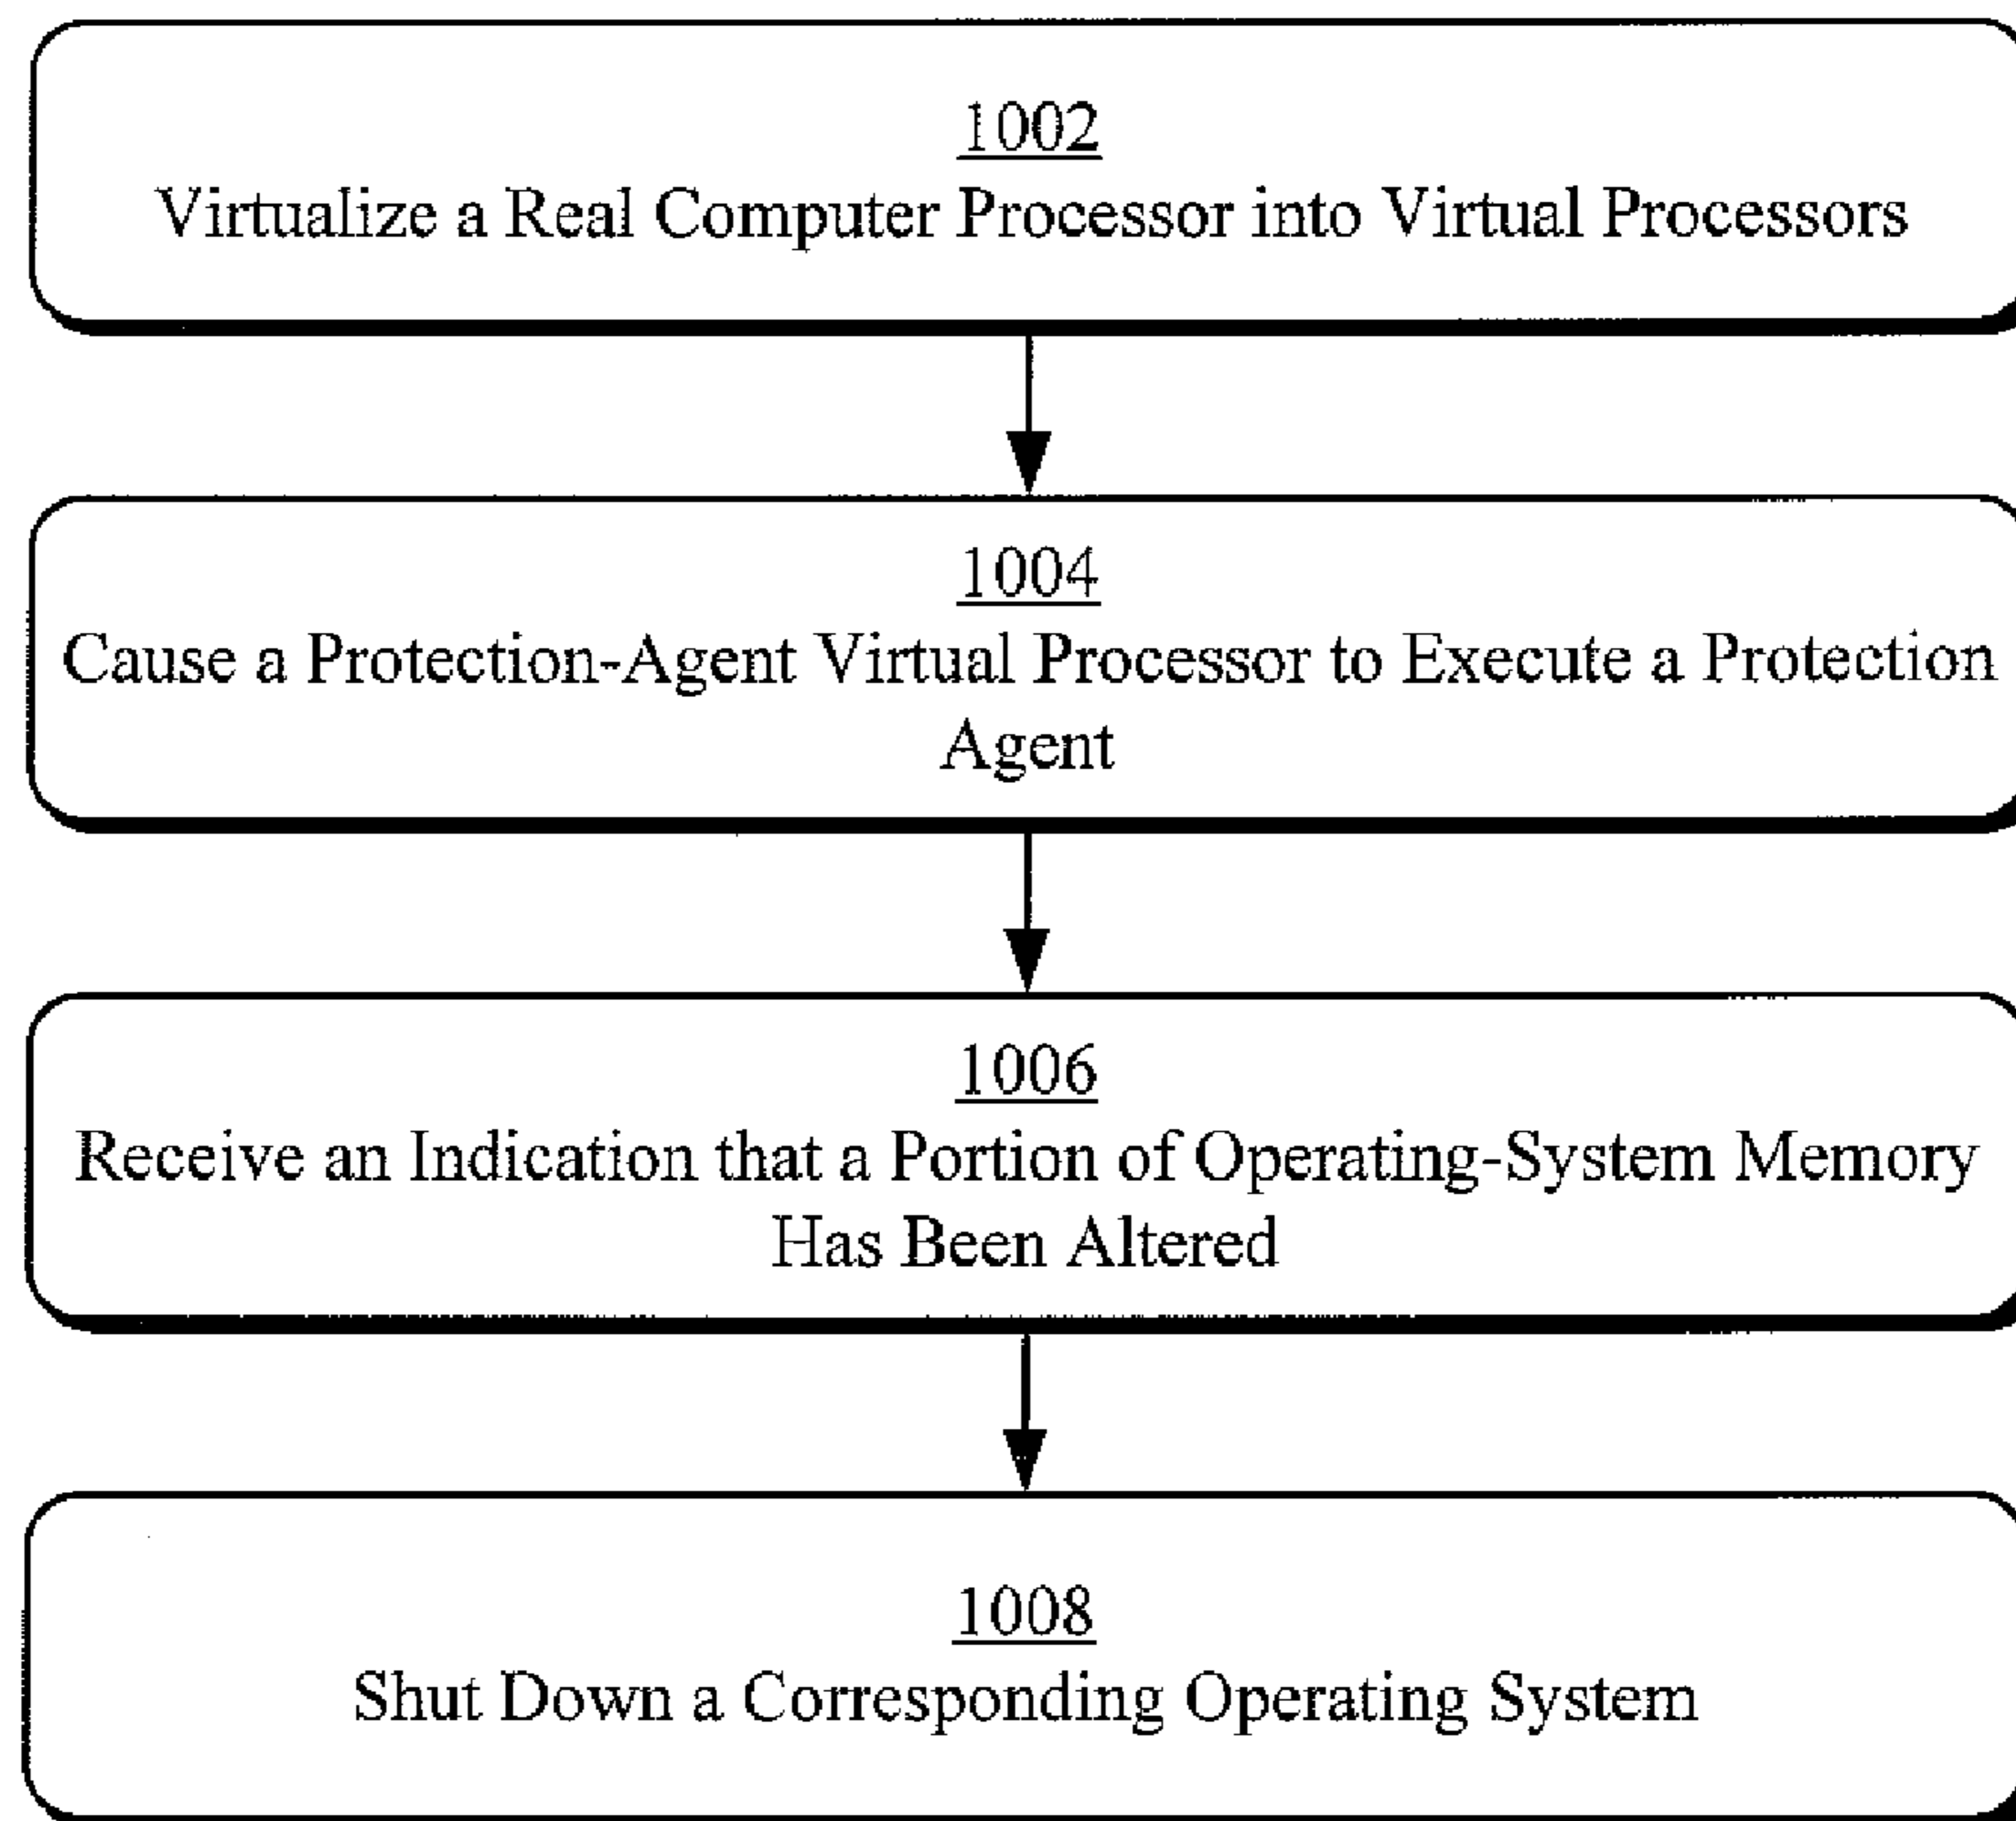 1002
Virtualize a Real Computer Processor into Virtual Processors
1004
Cause a Protection-Agent Virtual Processor to Execute a Protection
Agent
1006
Receive an Indication that a Portion of Operating-System Memory
Has Been Altered
1008
Shut Down a Corresponding Operating System